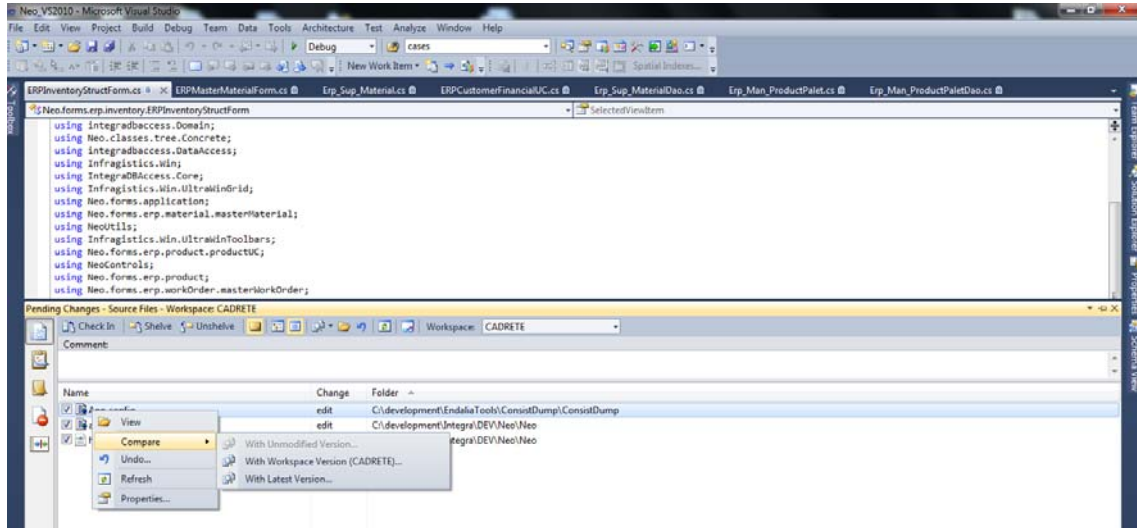 Neo_VS2010 - Microsoft Visual Studio
File Edit View Project Build Debug Team Data Tools Architecture Test Analyze Window Help
Debug cases
New Work Item Spatial Indexes...
ERPInventoryStructForm.cs ERPMasterMaterialForm.cs Erp_Sup_Material.cs ERPCustomerFinancialUC.cs Erp_Sup_MaterialDao.cs Erp_Man_ProductPalet.cs Erp_Man_ProductPaletDao.cs
Neo.forms.erp.inventory.ERPInventoryStructForm SelectedViewItem
using integradbaccess.Domain;
using Neo.classes.tree.Concrete;
using integradbaccess.DataAccess;
using Infragistics.Win;
using IntegraDBAccess.Core;
using Infragistics.Win.UltraWinGrid;
using Neo.forms.application;
using Neo.forms.erp.material.masterMaterial;
using NeoUtils;
using Infragistics.Win.UltraWinToolbars;
using Neo.forms.erp.product.productUC;
using NeoControls;
using Neo.forms.erp.product;
using Neo.forms.erp.workOrder.masterWorkOrder;
Toolbox
Team Explorer
Solution Explorer
Properties
Schema View
Pending Changes - Source Files - Workspace: CADRETE
Check In Shelve Unshelve Workspace: CADRETE
Comment:
Name Change Folder
App.config edit C:\development\EndaliaTools\ConsistDump\ConsistDump
edit C:\development\Integra\DEV\Neo\Neo
Integra\DEV\Neo\Neo
View
Compare
Undo...
Refresh
Properties...
With Unmodified Version...
With Workspace Version (CADRETE)...
With Latest Version...